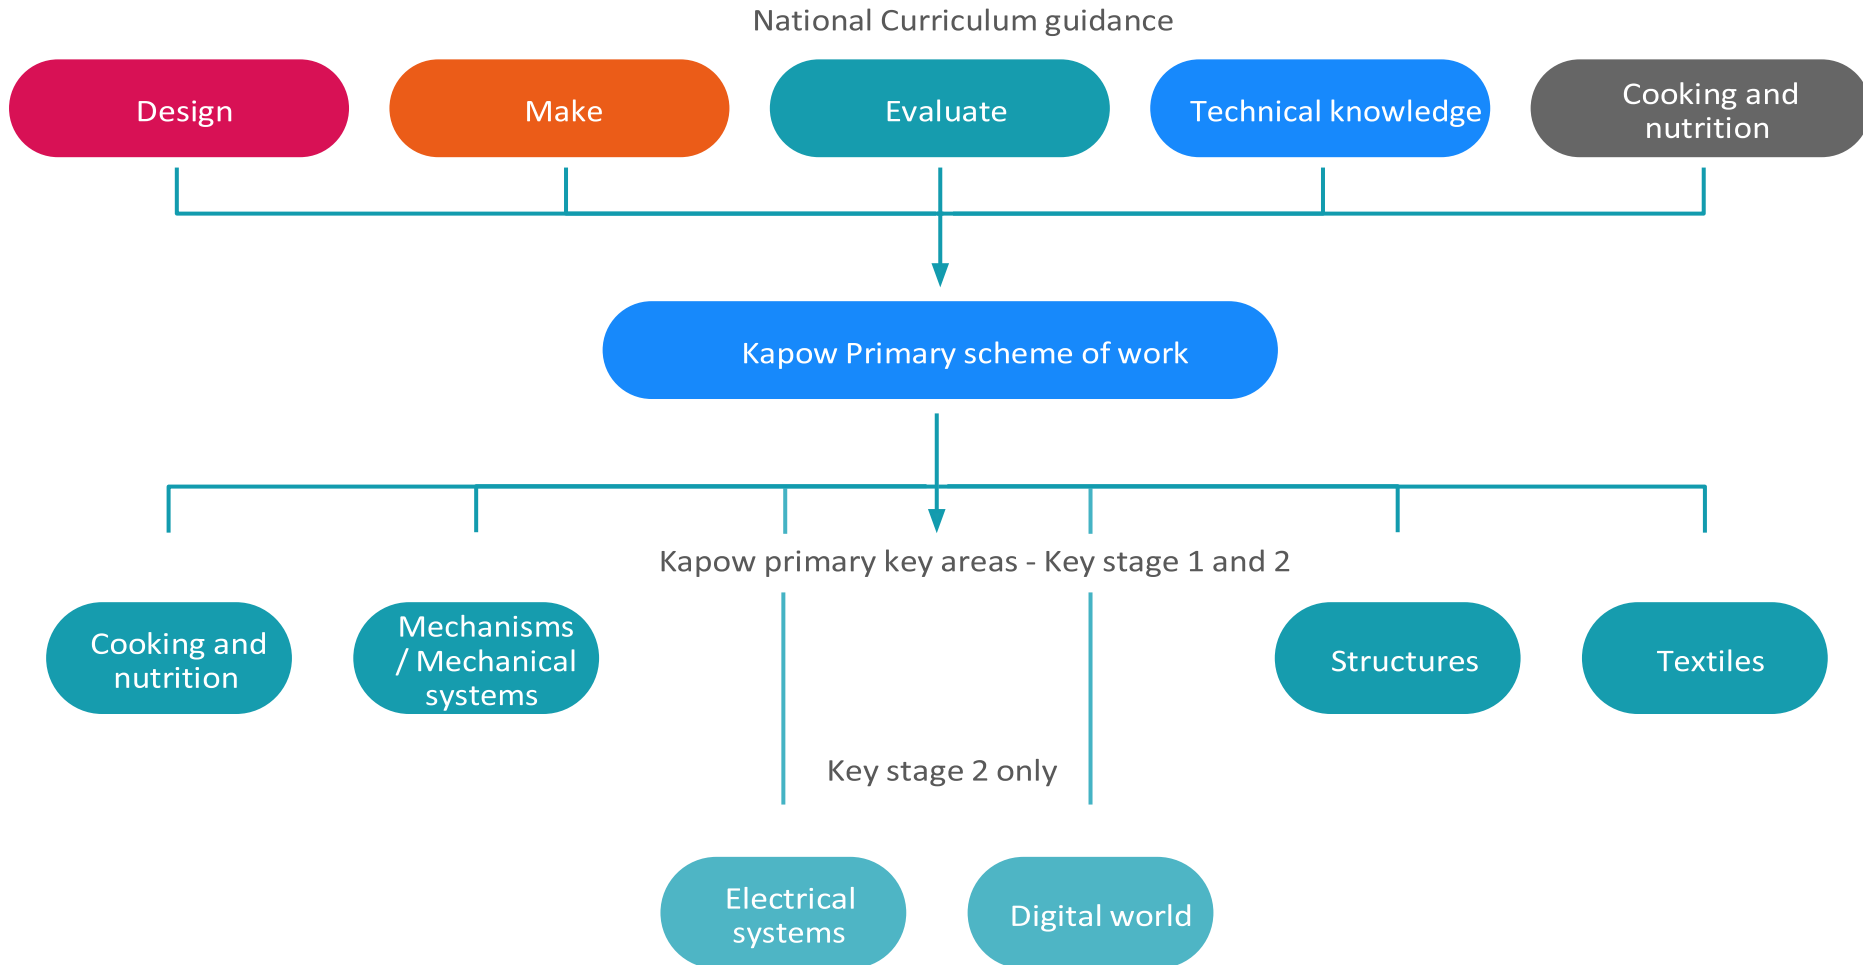 National Curriculum guidance
Design
Make
Evaluate
Technical knowledge
Cooking and
nutrition
Kapow Primary scheme of work
Kapow primary key areas - Key stage 1 and 2
Cooking and
nutrition
Mechanisms
/ Mechanical
systems
Structures
Textiles
Key stage 2 only
Electrical
systems
Digital world